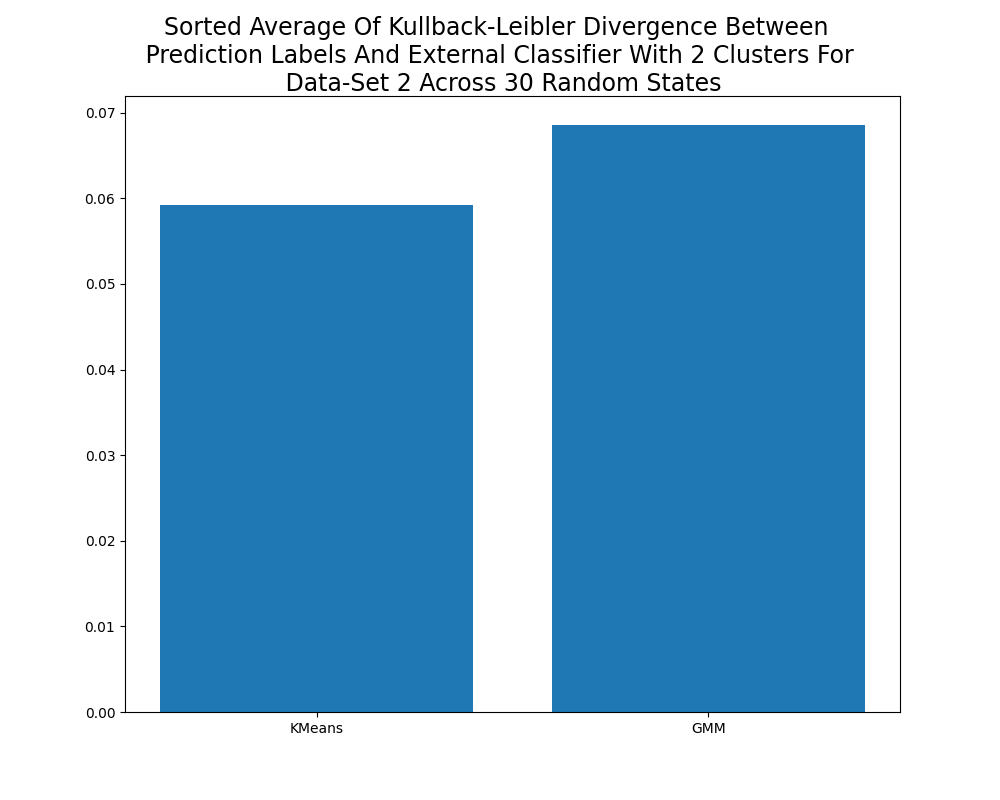 Sorted Average Of Kullback-Leibler Divergence Between
Prediction Labels And External Classifier With 2 Clusters For
Data-Set 2 Across 30 Random States
0.07
0.06
0.05
0.04
0.03
0.02
0.01
0.00
KMeans
GMM